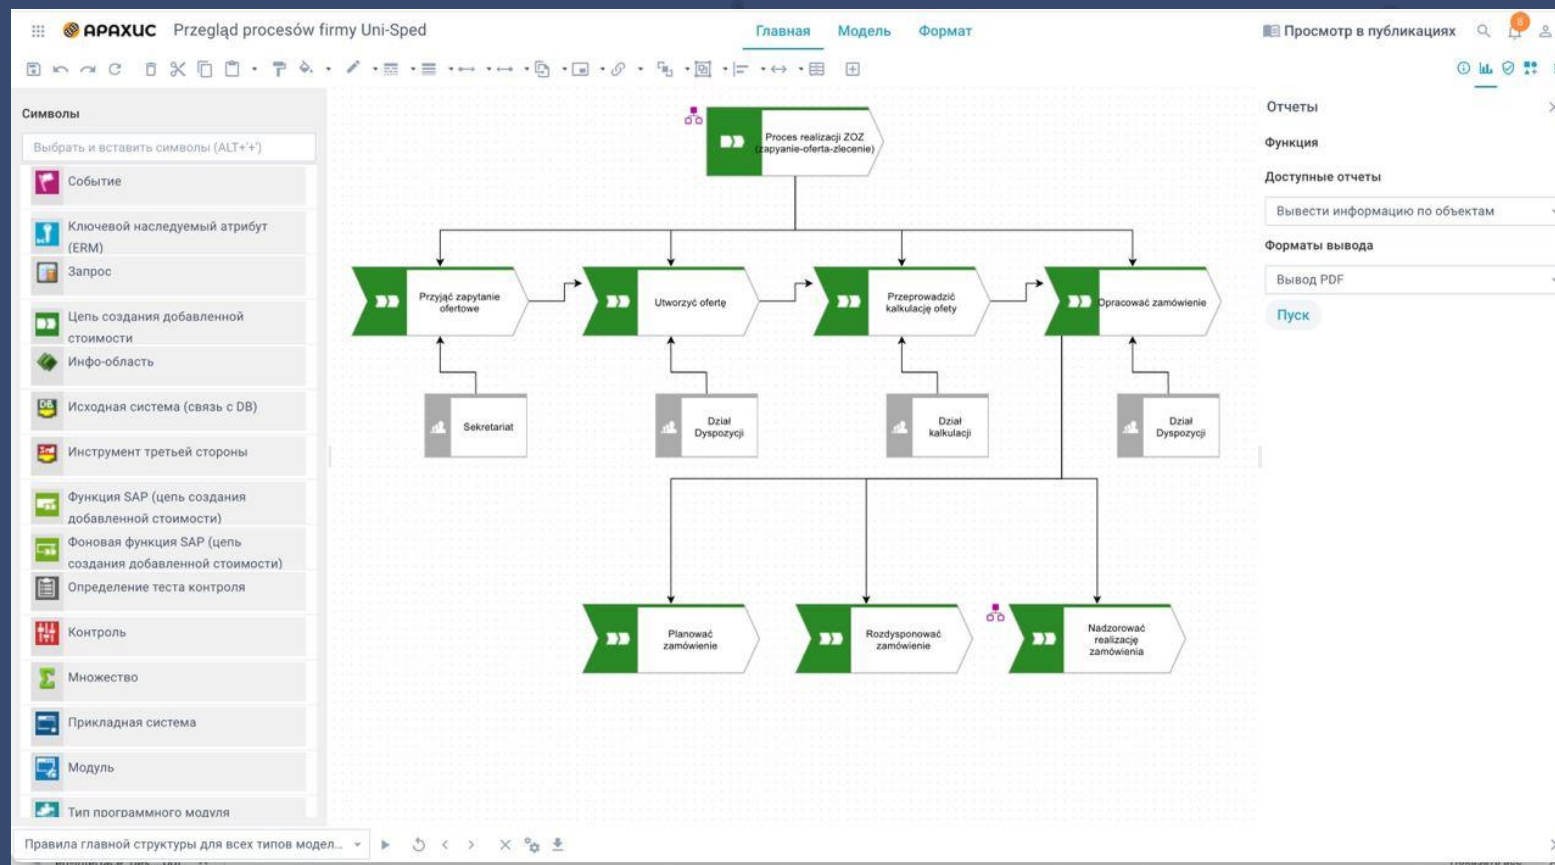 АРАХИС Przegląd procesów firmy Uni-Sped
Главная Модель Формат
Просмотр в публикациях
8
Символы
Выбрать и вставить символы (ALT+'+')
Событие
Ключевой наследуемый атрибут
(ERM)
Запрос
Цепь создания добавленной
стоимости
Инфо-область
Исходная система (связь с DB)
Инструмент третьей стороны
Функция SAP (цепь создания
добавленной стоимости)
Фоновая функция SAP (цепь
создания добавленной стоимости)
Определение теста контроля
Контроль
Множество
Прикладная система
Модуль
Тип программного модуля
Proces realizacji ZOZ
(zapyanie-oferta-zlecenie)
Przyjąć zapytanie
ofertowe
Utworzyć ofertę
Przeprowadzić
kalkulację ofety
Opracować zamówienie
Sekretariat
Dział
Dyspozycji
Dział
kalkulacji
Dział
Dyspozycji
Planować
zamówienie
Rozdysponować
zamówienie
Nadzorować
realizację
zamówienia
Отчеты
Функция
Доступные отчеты
Вывести информацию по объектам
Форматы вывода
Вывод PDF
Пуск
Правила главной структуры для всех типов модел...